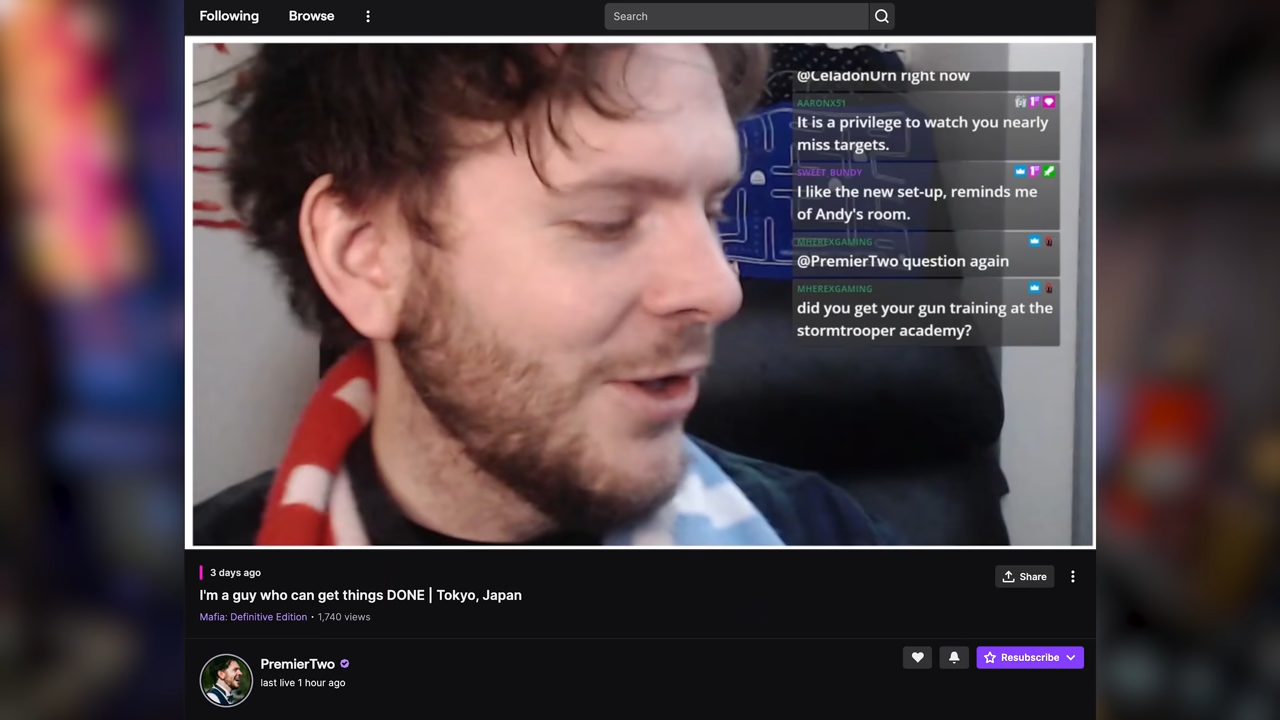 Following
Browse
Search
@CeladonUrn right now
AARONX51
It is a privilege to watch you nearly
miss targets.
SWEET_BUNDY
I like the new set-up, reminds me
of Andy's room.
MHEREXGAMING
@PremierTwo question again
MHEREXGAMING
did you get your gun training at the
stormtrooper academy?
3 days ago
Share
I'm a guy who can get things DONE | Tokyo, Japan
Mafia: Definitive Edition • 1,740 views
PremierTwo
Resubscribe
last live 1 hour ago